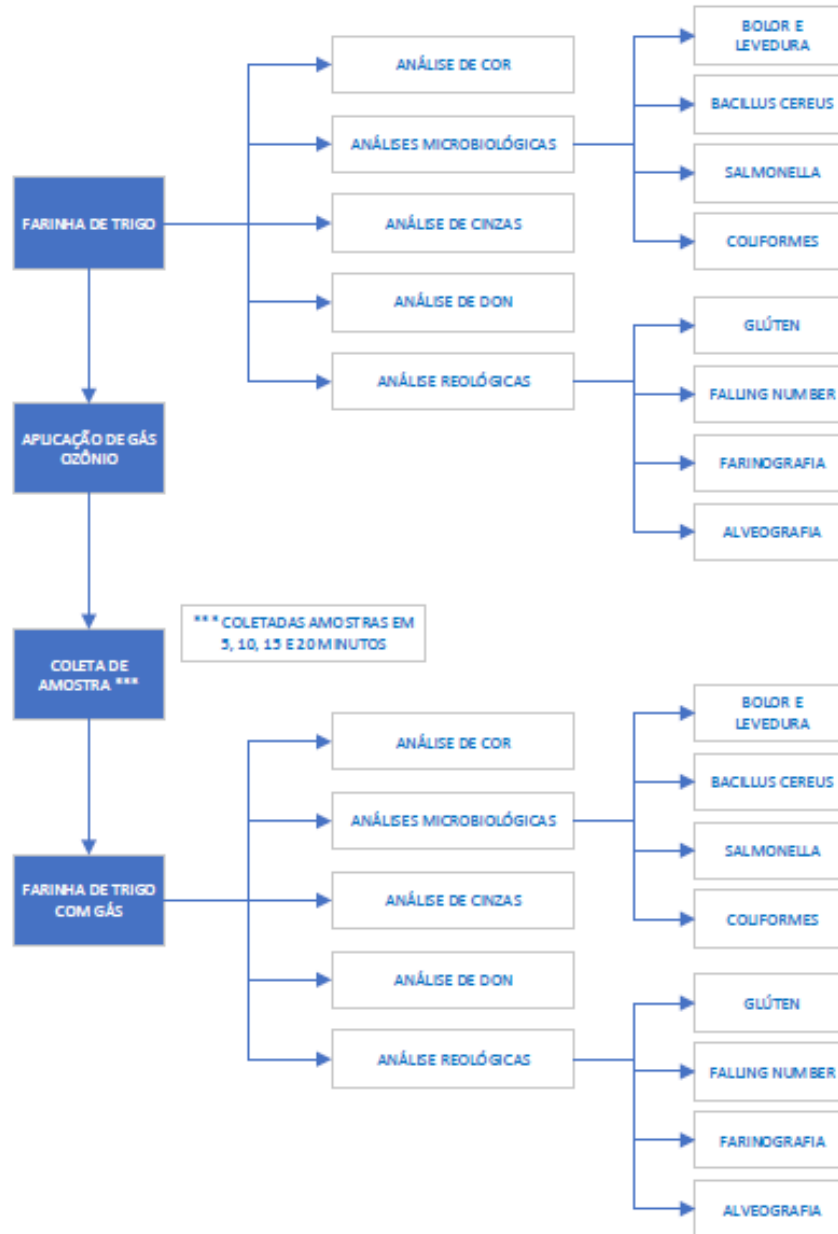 BOLOR E
LEVEDURA
ANÁLISE DE COR
BACILLUS CEREUS
ANÁLISES MICROBIOLÓGICAS
SALMONELLA
FARINHA DE TRIGO
ANÁLISE DE CINZAS
COLIFORMES
ANÁLISE DE DON
GLÚTEN
ANÁLISE REOLÓGICAS
FALLING NUMBER
APLICAÇÃO DE GÁS
OZÔNIO
FARINOGRAFIA
ALVEOGRAFIA
*** COLETADAS AMOSTRAS EM
5, 10, 15 E 20 MINUTOS
COLETA DE
AMOSTRA ***
BOLOR E
LEVEDURA
ANÁLISE DE COR
BACILLUS CEREUS
ANÁLISES MICROBIOLÓGICAS
SALMONELLA
FARINHA DE TRIGO
COM GÁS
ANÁLISE DE CINZAS
COLIFORMES
ANÁLISE DE DON
GLÚTEN
ANÁLISE REOLÓGICAS
FALLING NUMBER
FARINOGRAFIA
ALVEOGRAFIA